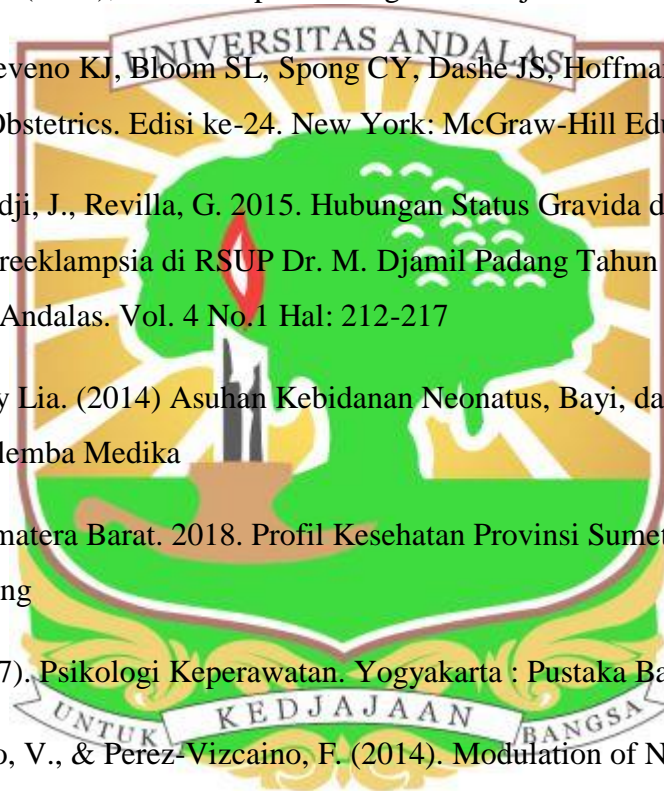 UNIVERSITAS ANDALAS
eveno KJ, Bloom SL, Spong CY, Dashe JS, Hoffma
Obstetrics. Edisi ke-24. New York: McGraw-Hill Edu
dji, J., Revilla, G. 2015. Hubungan Status Gravida d
reeklampsia di RSUP Dr. M. Djamil Padang Tahun
Andalas. Vol. 4 No.1 Hal: 212-217
y Lia. (2014) Asuhan Kebidanan Neonatus, Bayi, da
lemba Medika
matera Barat. 2018. Profil Kesehatan Provinsi Sumet
ng
7). Psikologi Keperawatan. Yogyakarta : Pustaka Ba
UNTUK KEDJAJAAN BANGSA
o, V., & Perez-Vizcaino, F. (2014). Modulation of N